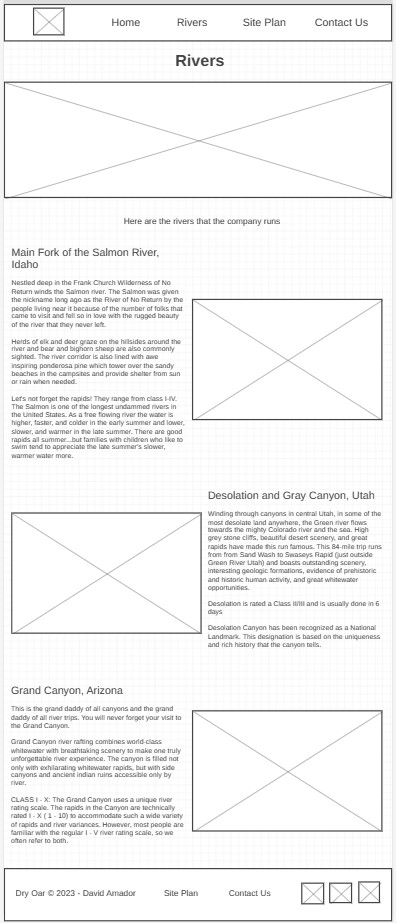 Home Rivers Site Plan Contact Us
Rivers
Here are the rivers that the company runs
Main Fork of the Salmon River,
Idaho
Nestled deep in the Frank Church Wilderness of No
Return winds the Salmon river. The Salmon was given
the nickname long ago as the River of No Return by the
people living near it because of the number of folks that
came to visit and fell so in love with the rugged beauty
of the river that they never left.
Herds of elk and deer graze on the hillsides around the
river and bear and bighorn sheep are also commonly
sighted. The river corridor is also lined with awe
inspiring ponderosa pine which tower over the sandy
beaches in the campsites and provide shelter from sun
or rain when needed.
Let's not forget the rapids! They range from class I-IV.
The Salmon is one of the longest undammed rivers in
the United States. As a free flowing river the water is
higher, faster, and colder in the early summer and lower,
slower, and warmer in the late summer. There are good
rapids all summer...but families with children who like to
swim tend to appreciate the late summer's slower,
warmer water more.
Desolation and Gray Canyon, Utah
Winding through canyons in central Utah, in some of the
most desolate land anywhere, the Green river flows
towards the mighty Colorado and the sea. High
grey stone cliffs, beautiful desert scenery, and great
rapids have made this run famous. This 84-mile trip runs
from from Sand Wash to Swaseys Rapid (just outside
Green River Utah) and boasts outstanding scenery,
interesting geologic formations, evidence of prehistoric
and historic human activity, and great whitewater
opportunities.
Desolation is rated a Class II/III and is usually done in 6
days.
Desolation Canyon has been recognized as a National
Landmark. This designation is based on the uniqueness
and rich history that the canyon tells.
Grand Canyon, Arizona
This is the grand daddy of all canyons and the grand
daddy of all river trips. You will never forget your visit to
the Grand Canyon.
Grand Canyon river rafting combines world-class
whitewater with breathtaking scenery to make one truly
unforgettable river experience. The canyon is filled not
only with exhilarating whitewater rapids, but with side
canyons and ancient indian ruins accessible only by
river.
CLASS I - X: The Grand Canyon uses a unique river
rating scale. The rapids in the Canyon are technically
rated I - X ( 1 - 10) to accommodate such a wide variety
of rapids and river variances. However, most people are
familiar with the regular I - V river rating scale, so we
often refer to both.
Dry Oar © 2023 - David Amador Site Plan Contact Us